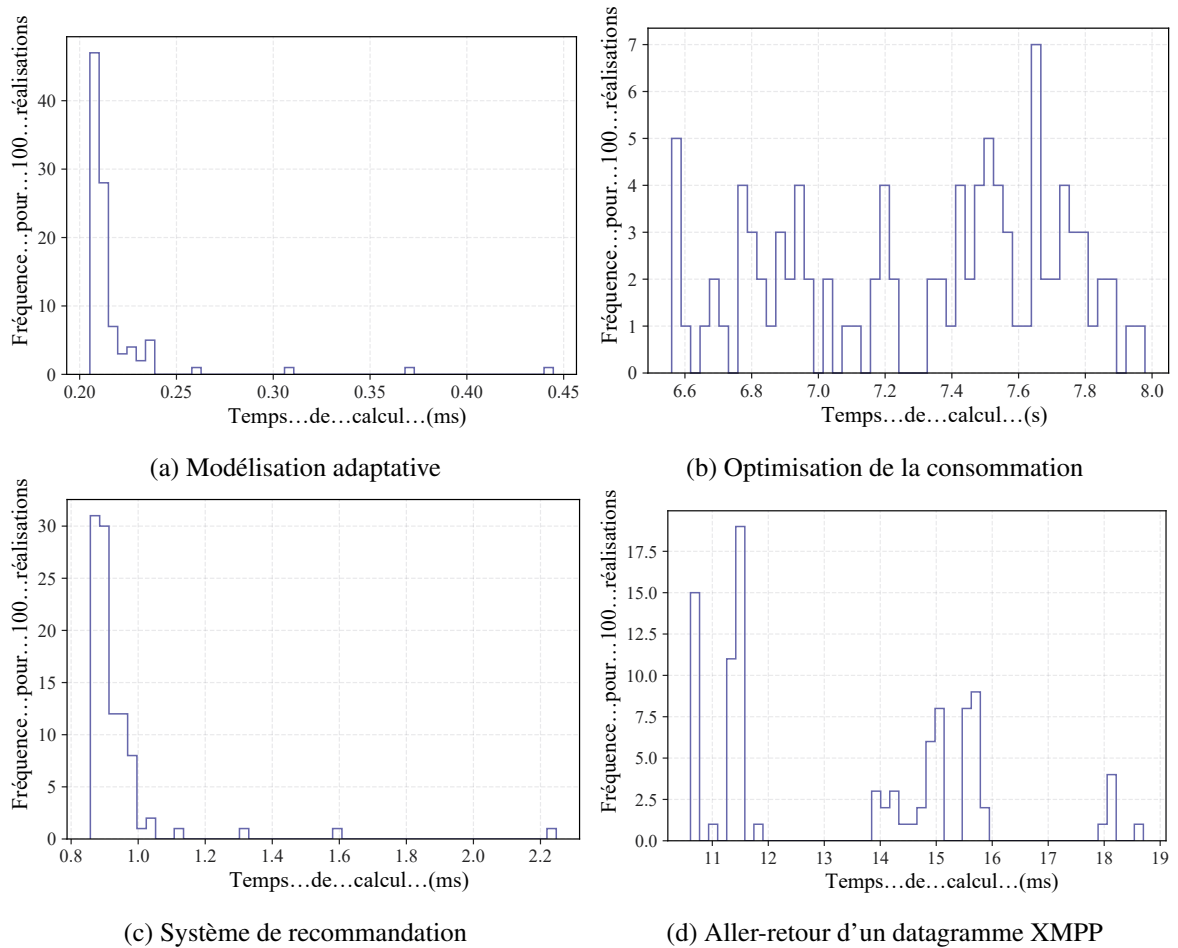 Fréquence…pour…100…réalisations
40
30
20
10
0
0.20 0.25 0.30 0.35 0.40 0.45
Temps…de…calcul…(ms)
(a) Modélisation adaptative
Fréquence…pour…100…réalisations
7
6
5
4
3
2
1
0
6.6 6.8 7.0 7.2 7.4 7.6 7.8 8.0
Temps…de…calcul…(s)
(b) Optimisation de la consommation
Fréquence…pour…100…réalisations
30
25
20
15
10
5
0
0.8 1.0 1.2 1.4 1.6 1.8 2.0 2.2
Temps…de…calcul…(ms)
(c) Système de recommandation
Fréquence…pour…100…réalisations
17.5
15.0
12.5
10.0
7.5
5.0
2.5
0.0
11 12 13 14 15 16 17 18 19
Temps…de…calcul…(ms)
(d) Aller-retour d’un datagramme XMPP